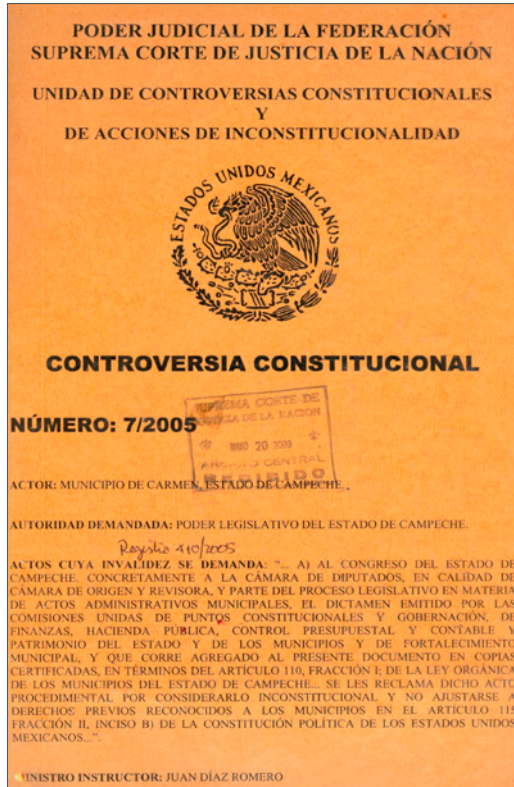 PODER JUDICIAL DE LA FEDERACIÓN
SUPREMA CORTE DE JUSTICIA DE LA NACIÓN
UNIDAD DE CONTROVERSIAS CONSTITUCIONALES
Y
DE ACCIONES DE INCONSTITUCIONALIDAD
ESTADOS UNIDOS MEXICANOS
CONTROVERSIA CONSTITUCIONAL
SUPREMA CORTE DE
JUSTICIA DE LA NACION
NÚMERO: 7/2005
20 2009
ARCHIVO CENTRAL
RECIBIDO
ACTOR: MUNICIPIO DE CARMEN, ESTADO DE CAMPECHE.
AUTORIDAD DEMANDADA: PODER LEGISLATIVO DEL ESTADO DE CAMPECHE.
Registro 410/2005
ACTOS CUYA INVALIDEZ SE DEMANDA: "... A) AL CONGRESO DEL ESTADO DE
CAMPECHE. CONCRETAMENTE A LA CÁMARA DE DIPUTADOS, EN CALIDAD DE
CÁMARA DE ORIGEN Y REVISORA, Y PARTE DEL PROCESO LEGISLATIVO EN MATERIA
DE ACTOS ADMINISTRATIVOS MUNICIPALES, EL DICTAMEN EMITIDO POR LAS
COMISIONES UNIDAS DE PUNTOS CONSTITUCIONALES Y GOBERNACIÓN, DE
FINANZAS, HACIENDA PÚBLICA, CONTROL PRESUPUESTAL Y CONTABLE Y
PATRIMONIO DEL ESTADO Y DE LOS MUNICIPIOS Y DE FORTALECIMIENTO
MUNICIPAL, Y QUE CORRE AGREGADO AL PRESENTE DOCUMENTO EN COPIAS
CERTIFICADAS, EN TÉRMINOS DEL ARTÍCULO 110, FRACCIÓN I; DE LA LEY ORGÁNICA
DE LOS MUNICIPIOS DEL ESTADO DE CAMPECHE... SE LES RECLAMA DICHO ACTO
PROCEDIMENTAL POR CONSIDERARLO INCONSTITUCIONAL Y NO AJUSTARSE A
DERECHOS PREVIOS RECONOCIDOS A LOS MUNICIPIOS EN EL ARTÍCULO 115
FRACCIÓN II, INCISO B) DE LA CONSTITUCIÓN POLÍTICA DE LOS ESTADOS UNIDOS
MEXICANOS...".
MINISTRO INSTRUCTOR: JUAN DÍAZ ROMERO